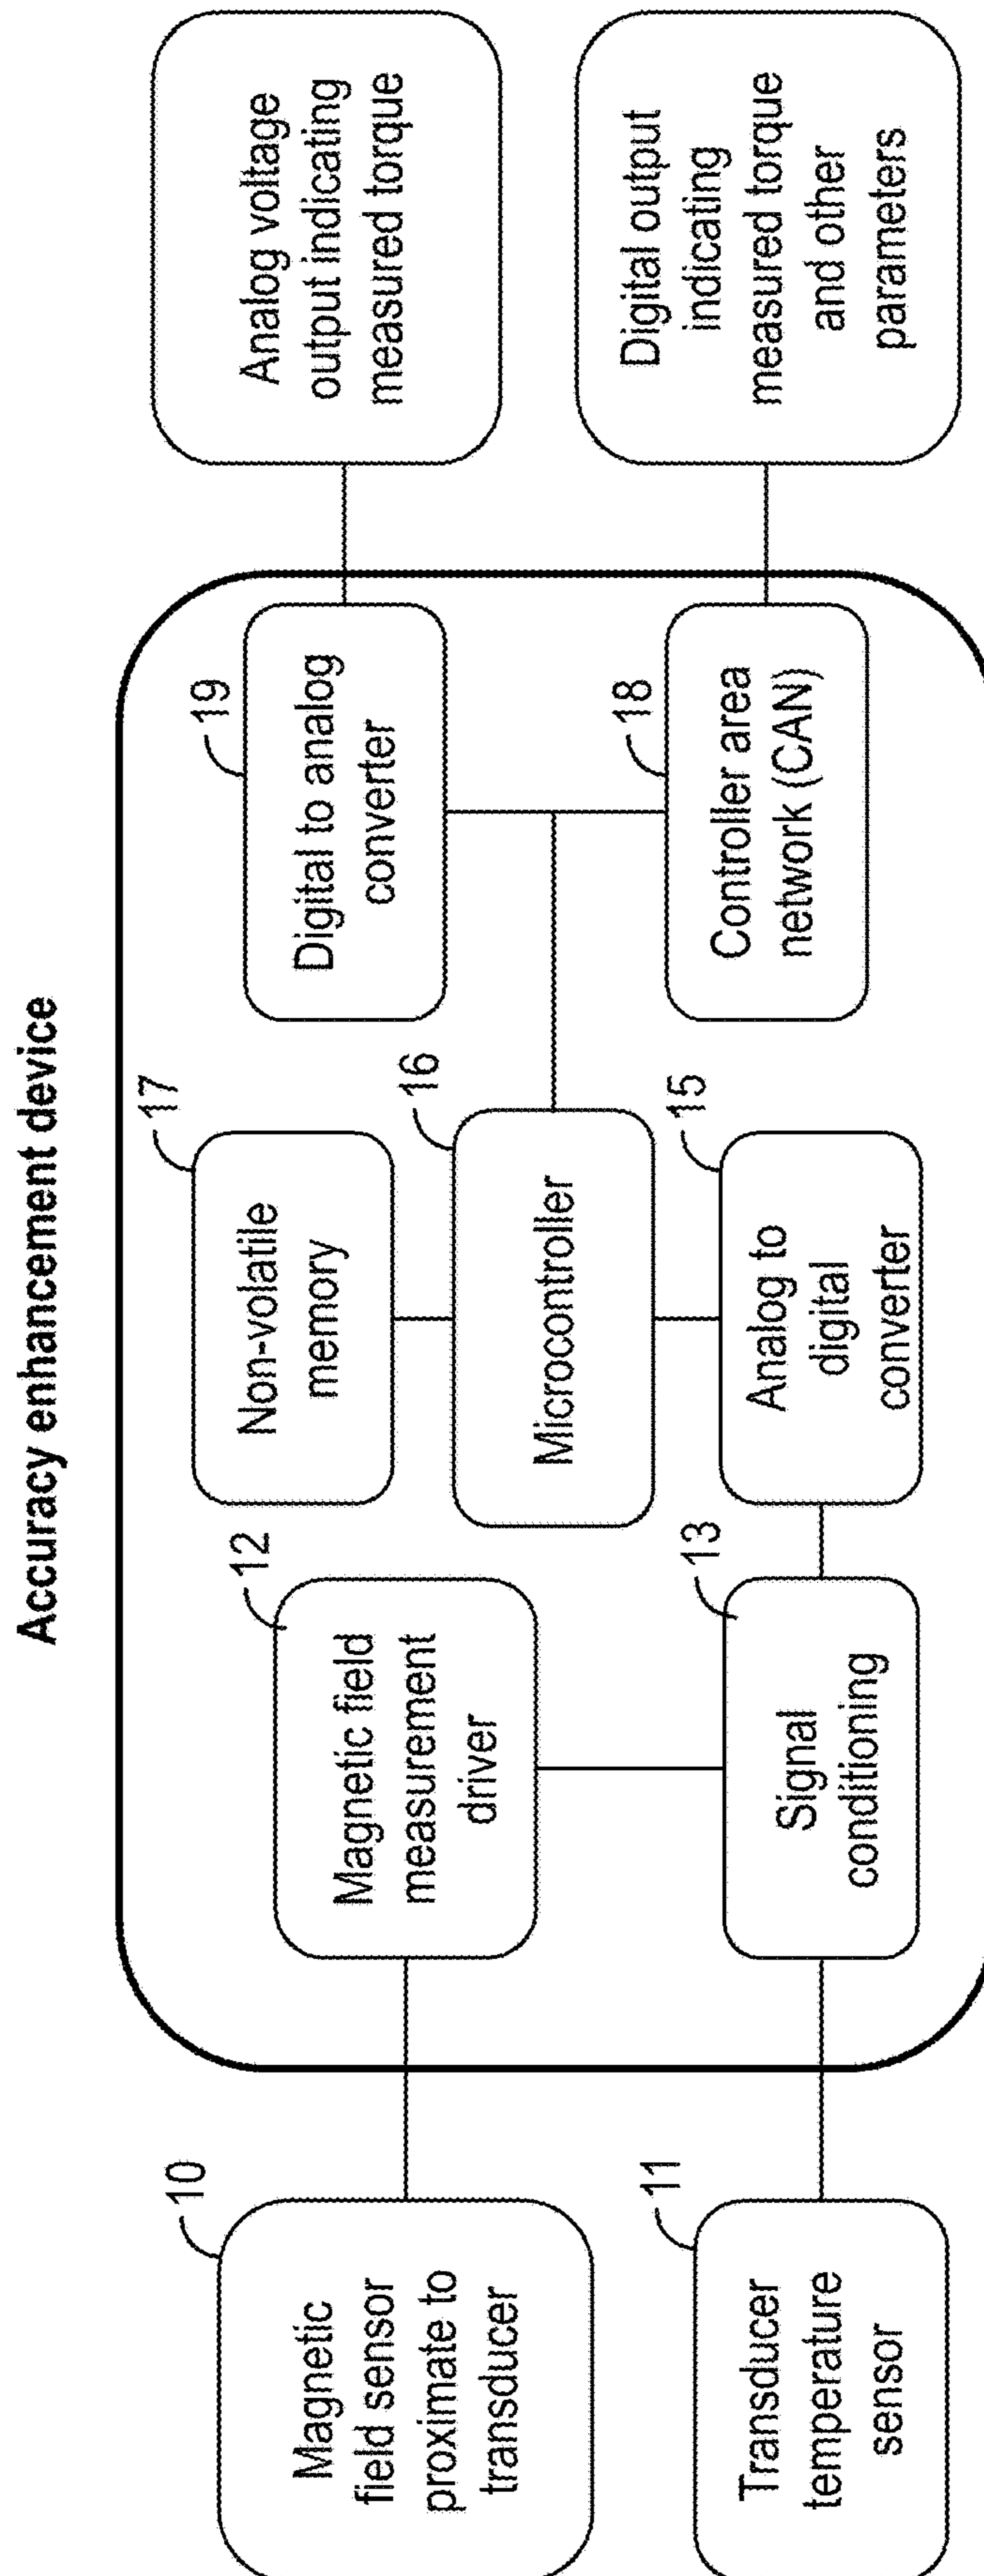 Accuracy enhancement device
10
Magnetic
field sensor
proximate to
transducer
11
Transducer
temperature
sensor
12
Magnetic field
measurement
driver
13
Signal
conditioning
17
Non-volatile
memory
16
Microcontroller
15
Analog to
digital
converter
19
Digital to analog
converter
18
Controller area
network (CAN)
Analog voltage
output indicating
measured torque
Digital output
indicating
measured torque
and other
parameters